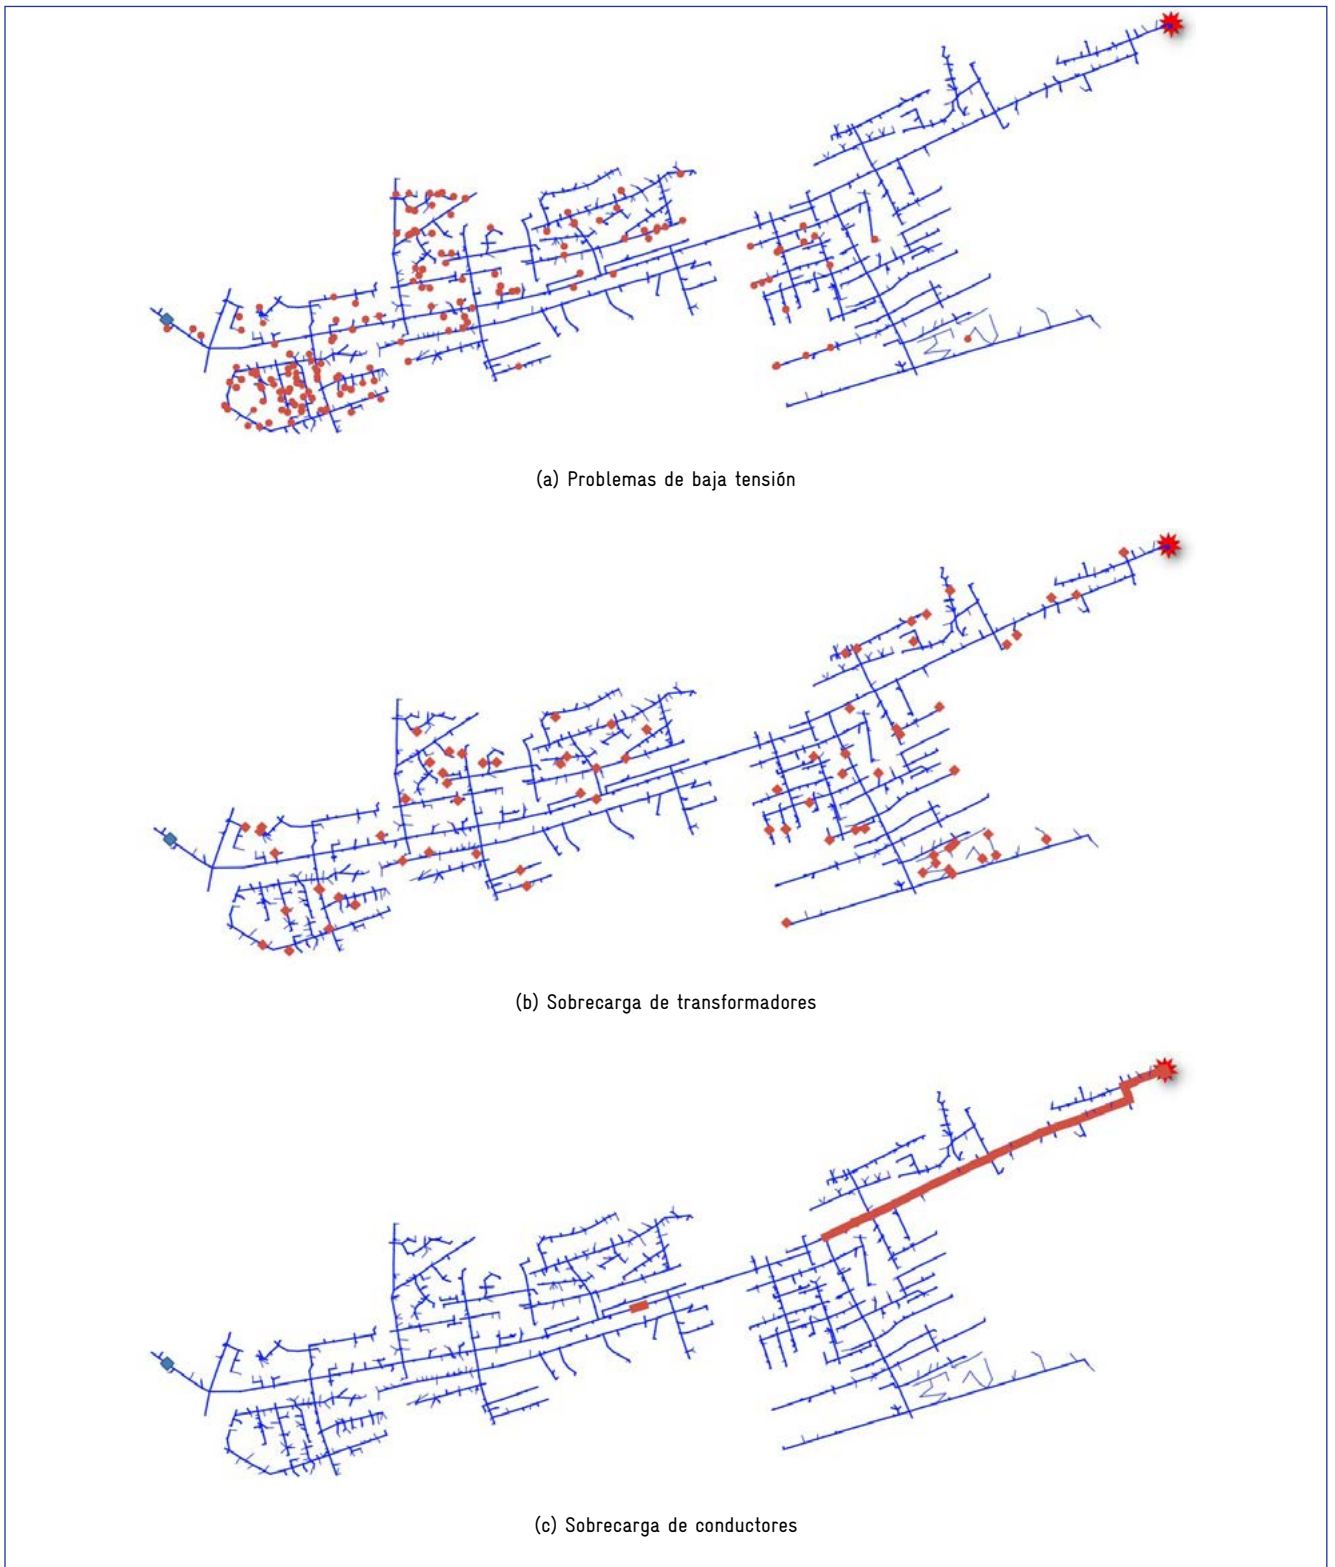 (a) Problemas de baja tensión
(b) Sobrecarga de transformadores
(c) Sobrecarga de conductores